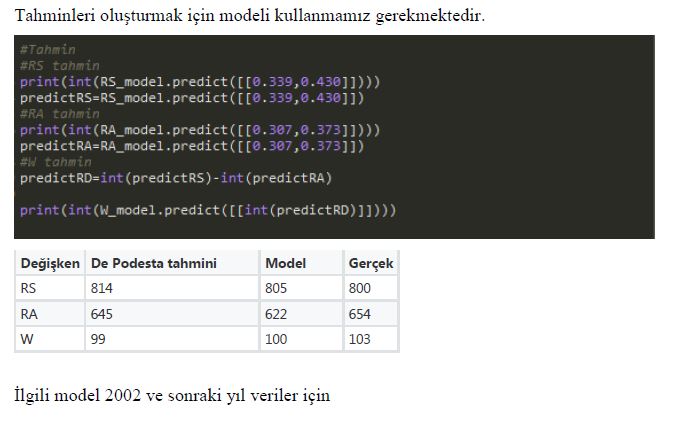 Tahminleri oluşturmak için modeli kullanmamız gerekmektedir.
#Tahmin
#RS tahmin
print(int(RS_model.predict([[0.339,0.430]])))
predictRS=RS_model.predict([[0.339,0.430]])
#RA tahmin
print(int(RA_model.predict([[0.307,0.373]])))
predictRA=RA_model.predict([[0.307,0.373]])
#W tahmin
predictRD=int(predictRS)-int(predictRA)
print(int(W_model.predict([[int(predictRD)]])))
Değişken De Podesta tahmini Model Gerçek
RS 814 805 800
RA 645 622 654
W 99 100 103
İlgili model 2002 ve sonraki yıl veriler için